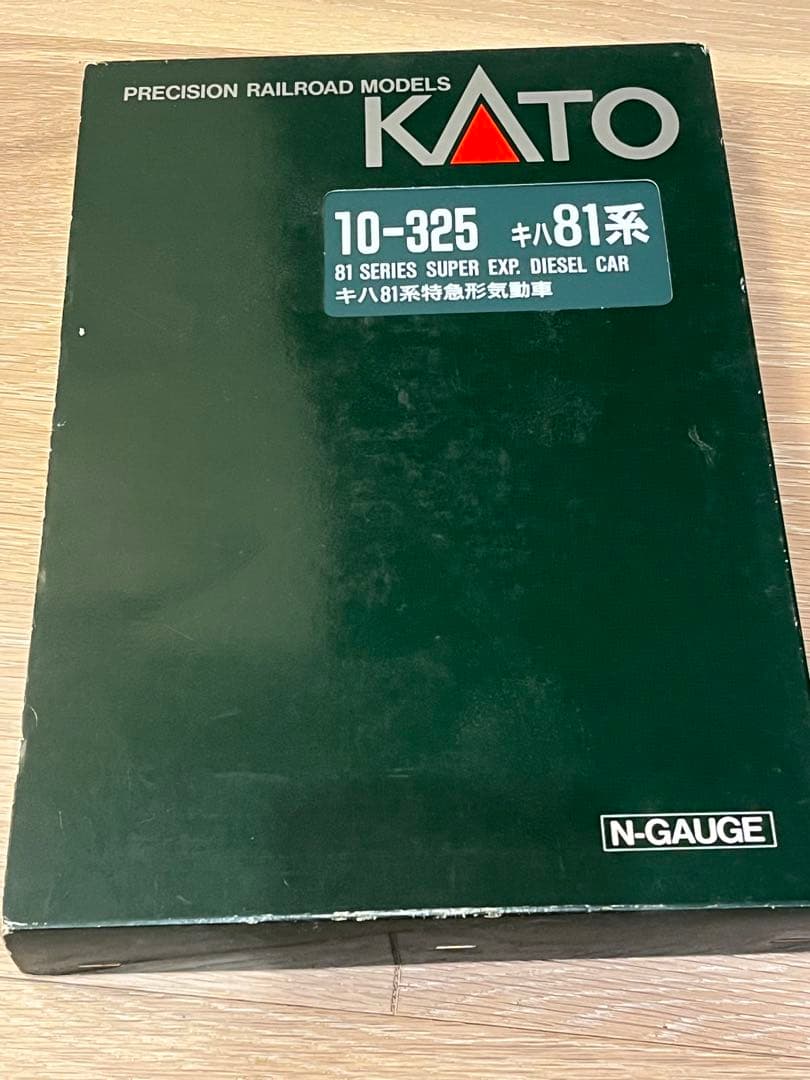 PRECISION RAILROAD MODELS
KATO
10-325 キハ81系
81 SERIES SUPER EXP. DIESEL CAR
キハ81系特急形気動車
N-GAUGE